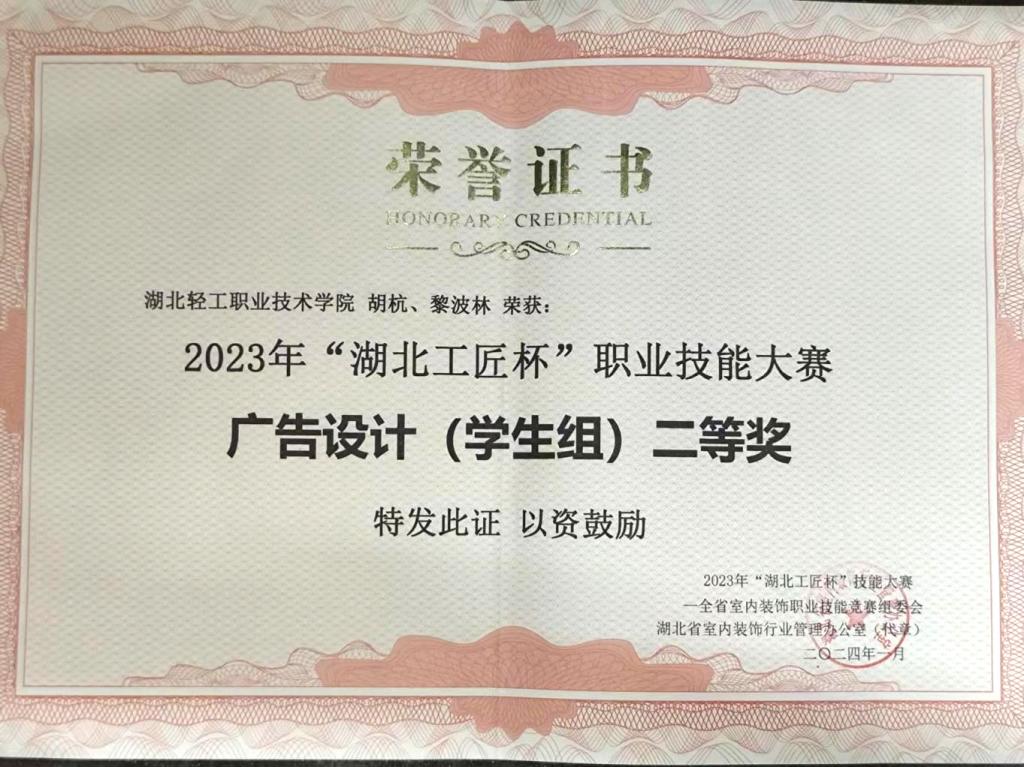 荣誉证书
HONORARY CREDENTIAL
湖北轻工职业技术学院 胡杭、黎波林 荣获：
2023年“湖北工匠杯”职业技能大赛
广告设计（学生组）二等奖
特发此证 以资鼓励
2023年“湖北工匠杯”技能大赛
—全省室内装饰职业技能竞赛组委会
湖北省室内装饰行业管理办公室（代章）
二〇二四年一月